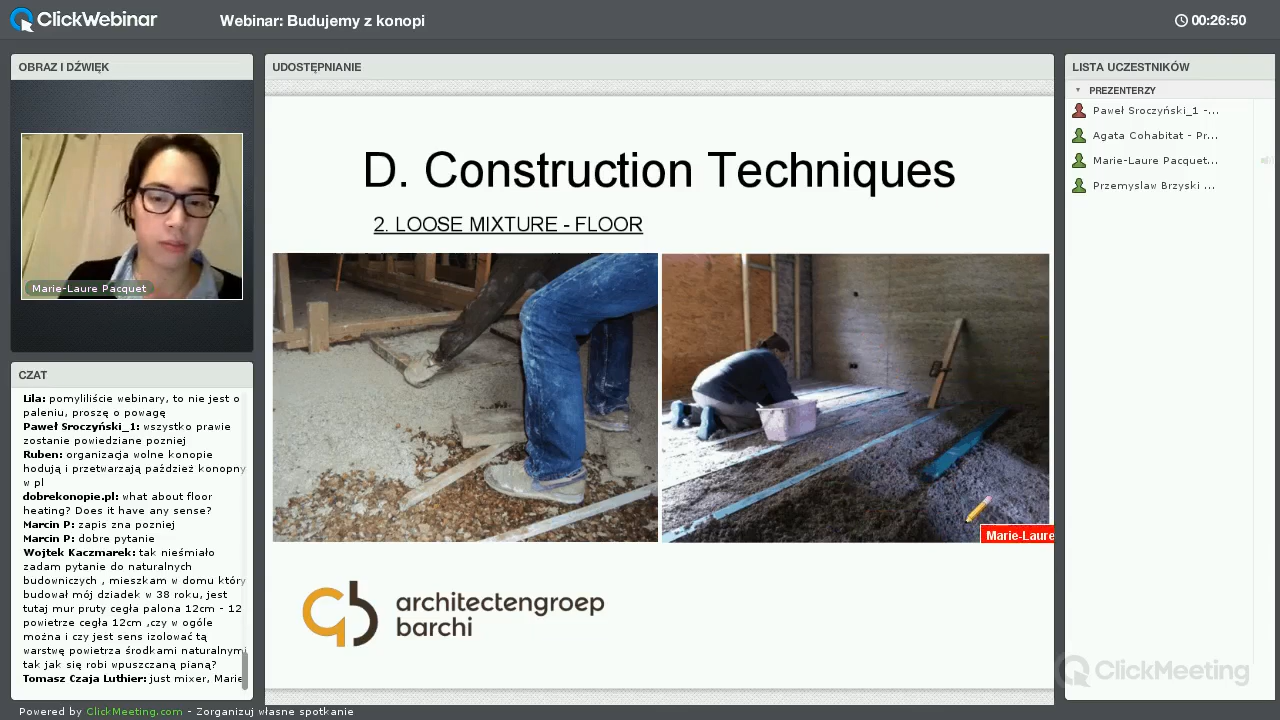 ClickWebinar
Webinar: Budujemy z konopi
00:26:50
OBRAZ I DŹWIĘK
Marie-Laure Pacquet
CZAT
Lila: pomyliliście webinary, to nie jest o
paleniu, proszę o powagę
Paweł Sroczyński_1: wszystko prawie
zostanie powiedziane pozniej
Ruben: organizacja wolne konopie
hodują i przetwarzają paździeż konopny
w pl
dobrekonopie.pl: what about floor
heating? Does it have any sense?
Marcin P: zapis zna pozniej
Marcin P: dobre pytanie
Wojtek Kaczmarek: tak nieśmiało
zadam pytanie do naturalnych
budowniczych , mieszkam w domu który
budował mój dziadek w 38 roku, jest
tutaj mur pruty cegła palona 12cm - 12
powietrze cegła 12cm ,czy w ogóle
można i czy jest sens izolować tą
warstwę powietrza środkami naturalnymi
tak jak się robi wpuszczaną pianą?
Tomasz Czaja Luthier: just mixer, Marie
UDOSTĘPNIANIE
D. Construction Techniques
2. LOOSE MIXTURE - FLOOR
Marie-Laure
architectengroep
barchi
LISTA UCZESTNIKÓW
PREZENTERZY
Paweł Sroczyński_1 -...
Agata Cohabitat - Pr...
Marie-Laure Pacquet...
Przemyslaw Brzyski ...
ClickMeeting
Powered by ClickMeeting.com - Zorganizuj własne spotkanie